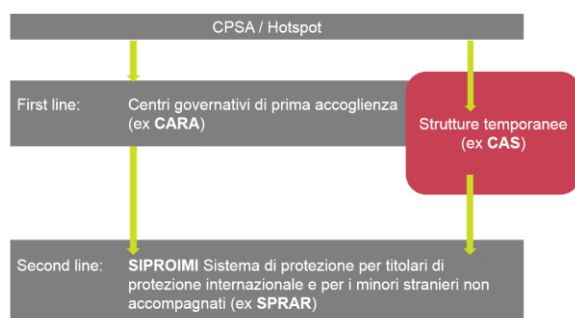 CPSA / Hotspot
First line:
Centri governativi di prima accoglienza
(ex CARA)
Strutture temporanee
(ex CAS)
Second line:
SIPROIMI Sistema di protezione per titolari di
protezione internazionale e per i minori stranieri non
accompagnati (ex SPRAR)